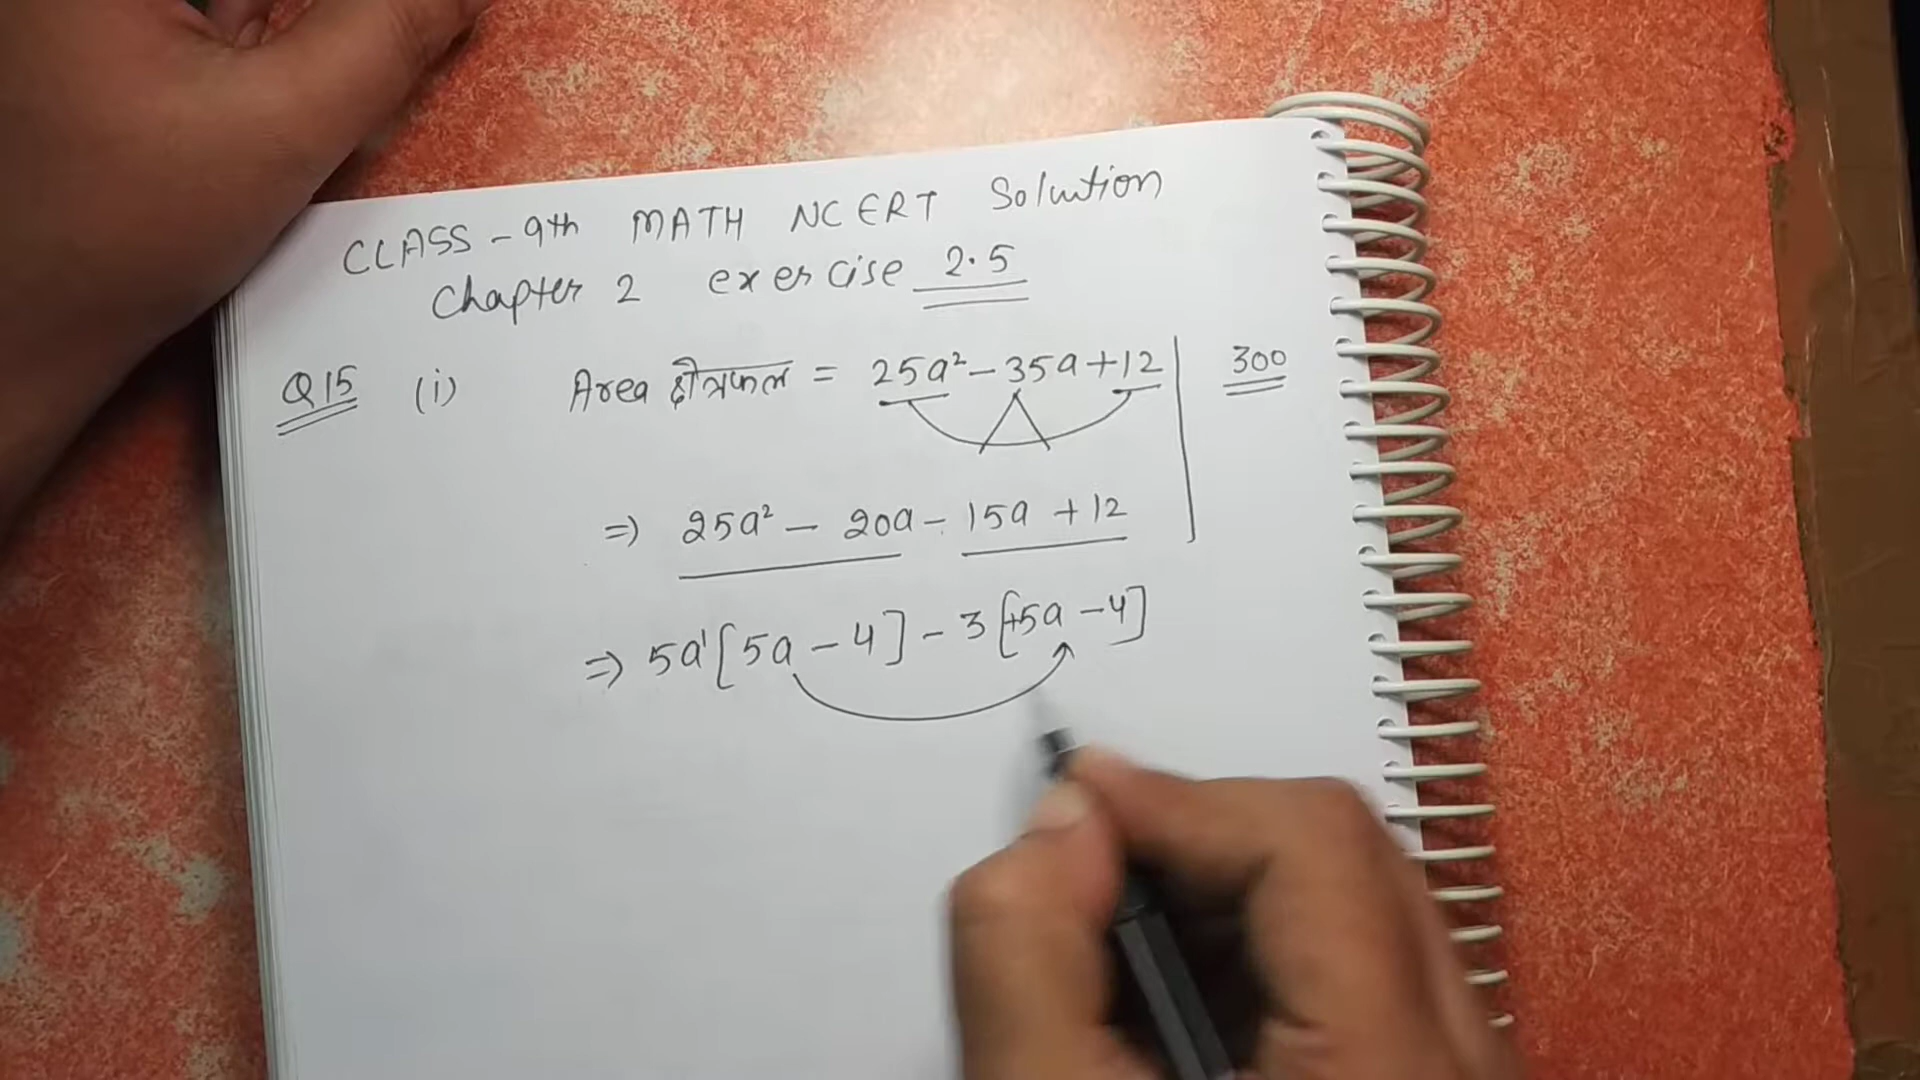 CLASS - 9th MATH NCERT Solution
Chapter 2 exercise 2.5
Q15 (i) Area क्षेत्रफल = 25a² - 35a + 12 | 300
=> 25a² - 20a - 15a + 12
=> 5a¹[5a - 4] - 3[+5a - 4]